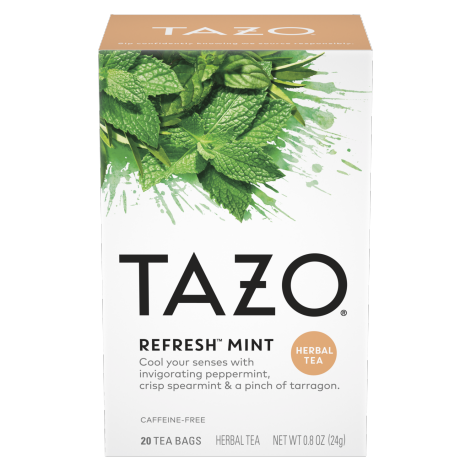 TAZO
TAZO®
REFRESH™ MINT
HERBAL
TEA
Cool your senses with
invigorating peppermint,
crisp spearmint & a pinch of tarragon.
CAFFEINE-FREE
20 TEA BAGS HERBAL TEA NET WT 0.8 OZ (24g)